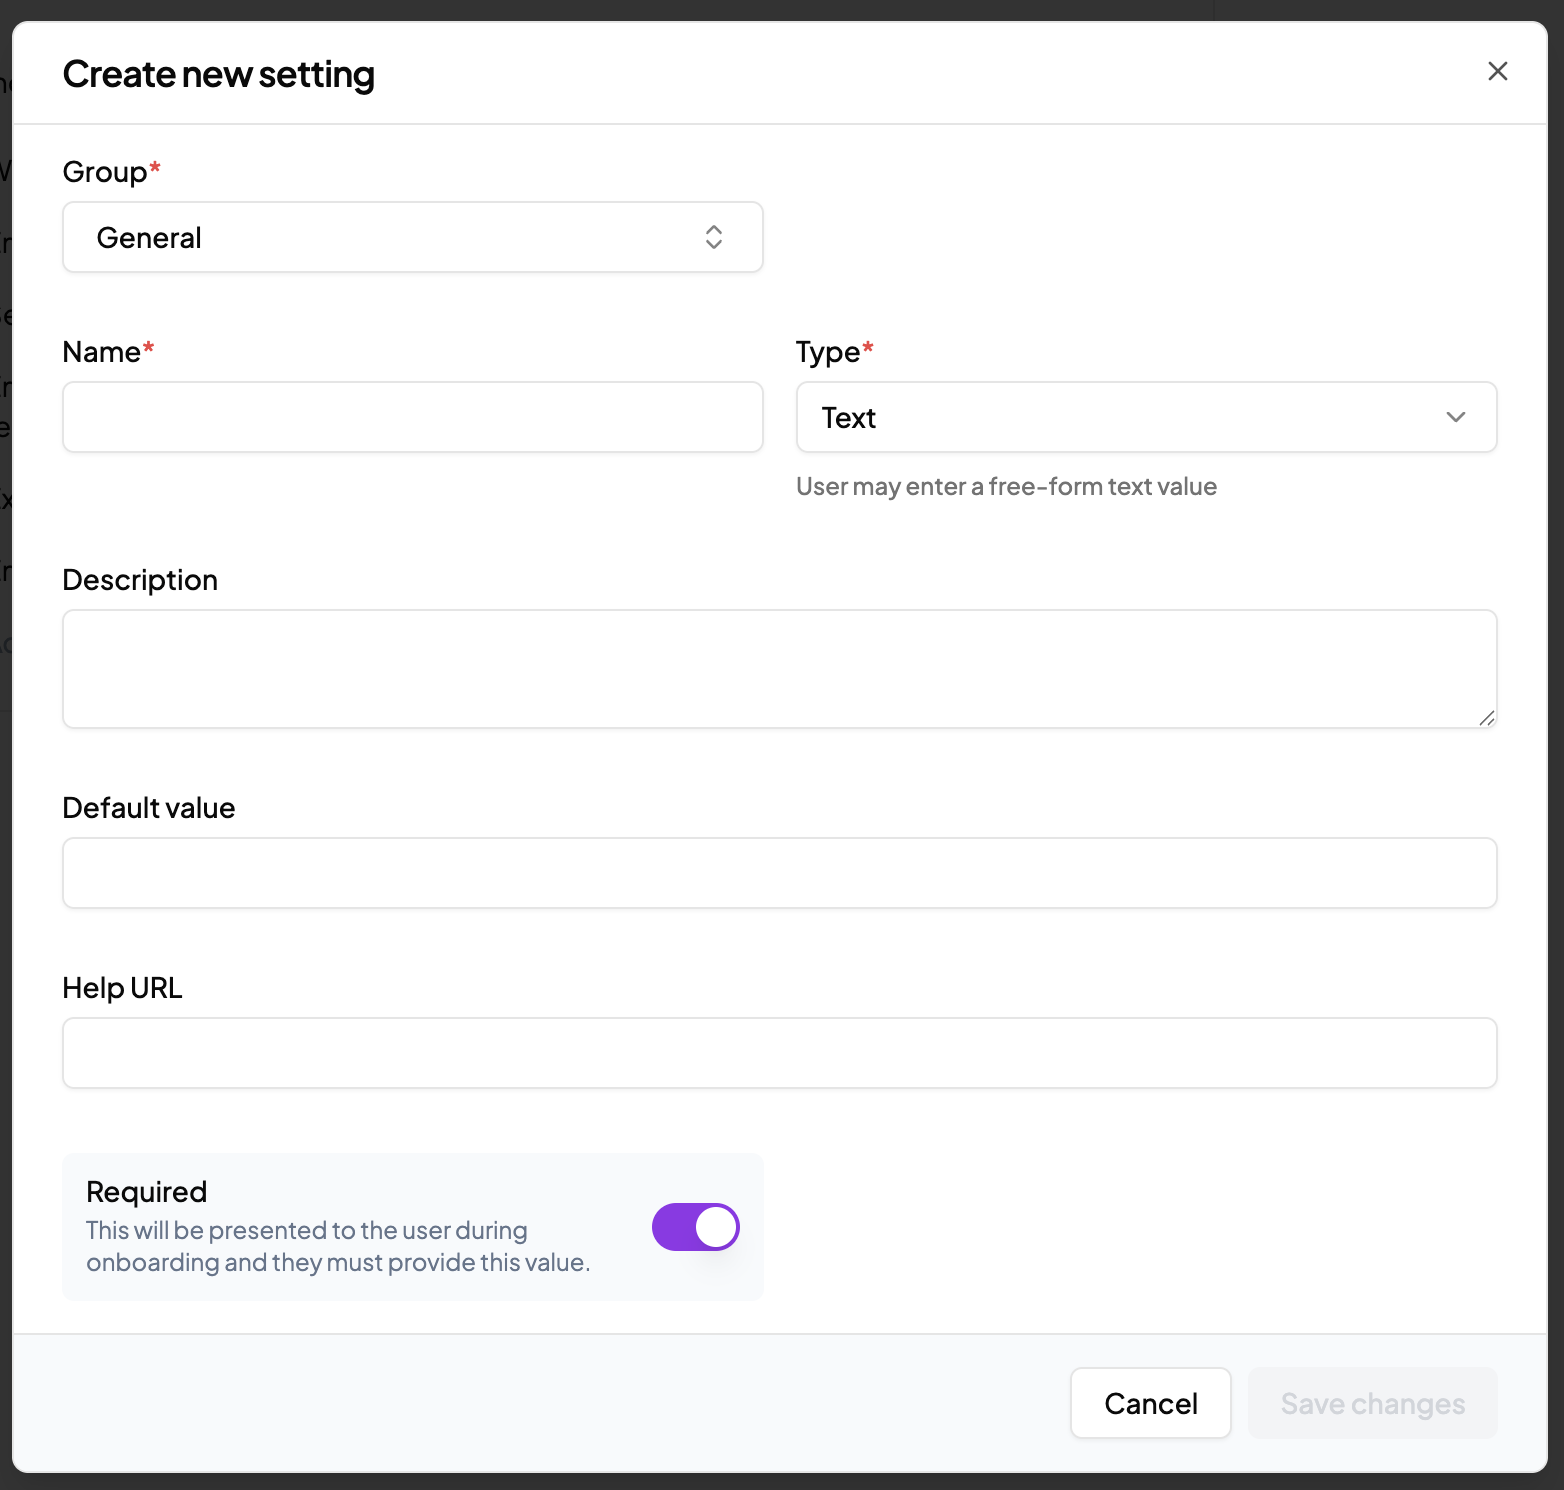 Create new setting
Group*
General
Name*
Type*
Text
User may enter a free-form text value
Description
Default value
Help URL
Required
This will be presented to the user during
onboarding and they must provide this value.
Cancel
Save changes